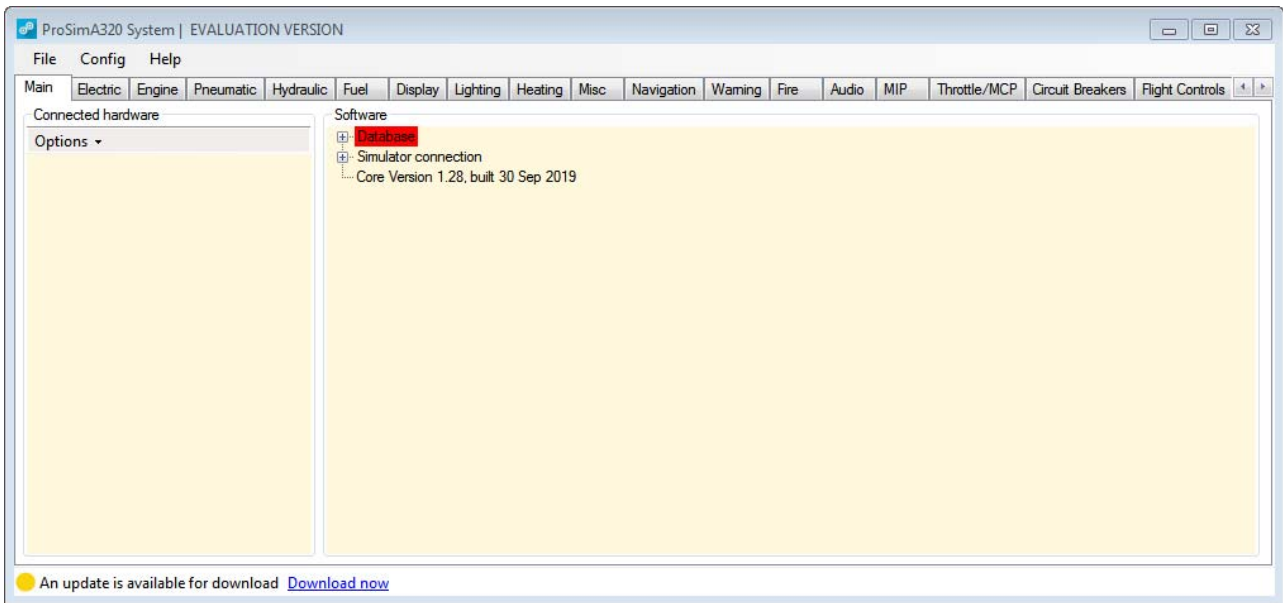 ProSimA320 System | EVALUATION VERSION
File Config Help
Main Electric Engine Pneumatic Hydraulic Fuel Display Lighting Heating Misc Navigation Warning Fire Audio MIP Throttle/MCP Circuit Breakers Flight Controls
Connected hardware
Options
Software
Database
Simulator connection
Core Version 1.28, built 30 Sep 2019
An update is available for download Download now